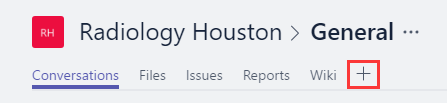 RH Radiology Houston > General ...
Conversations Files Issues Reports Wiki +